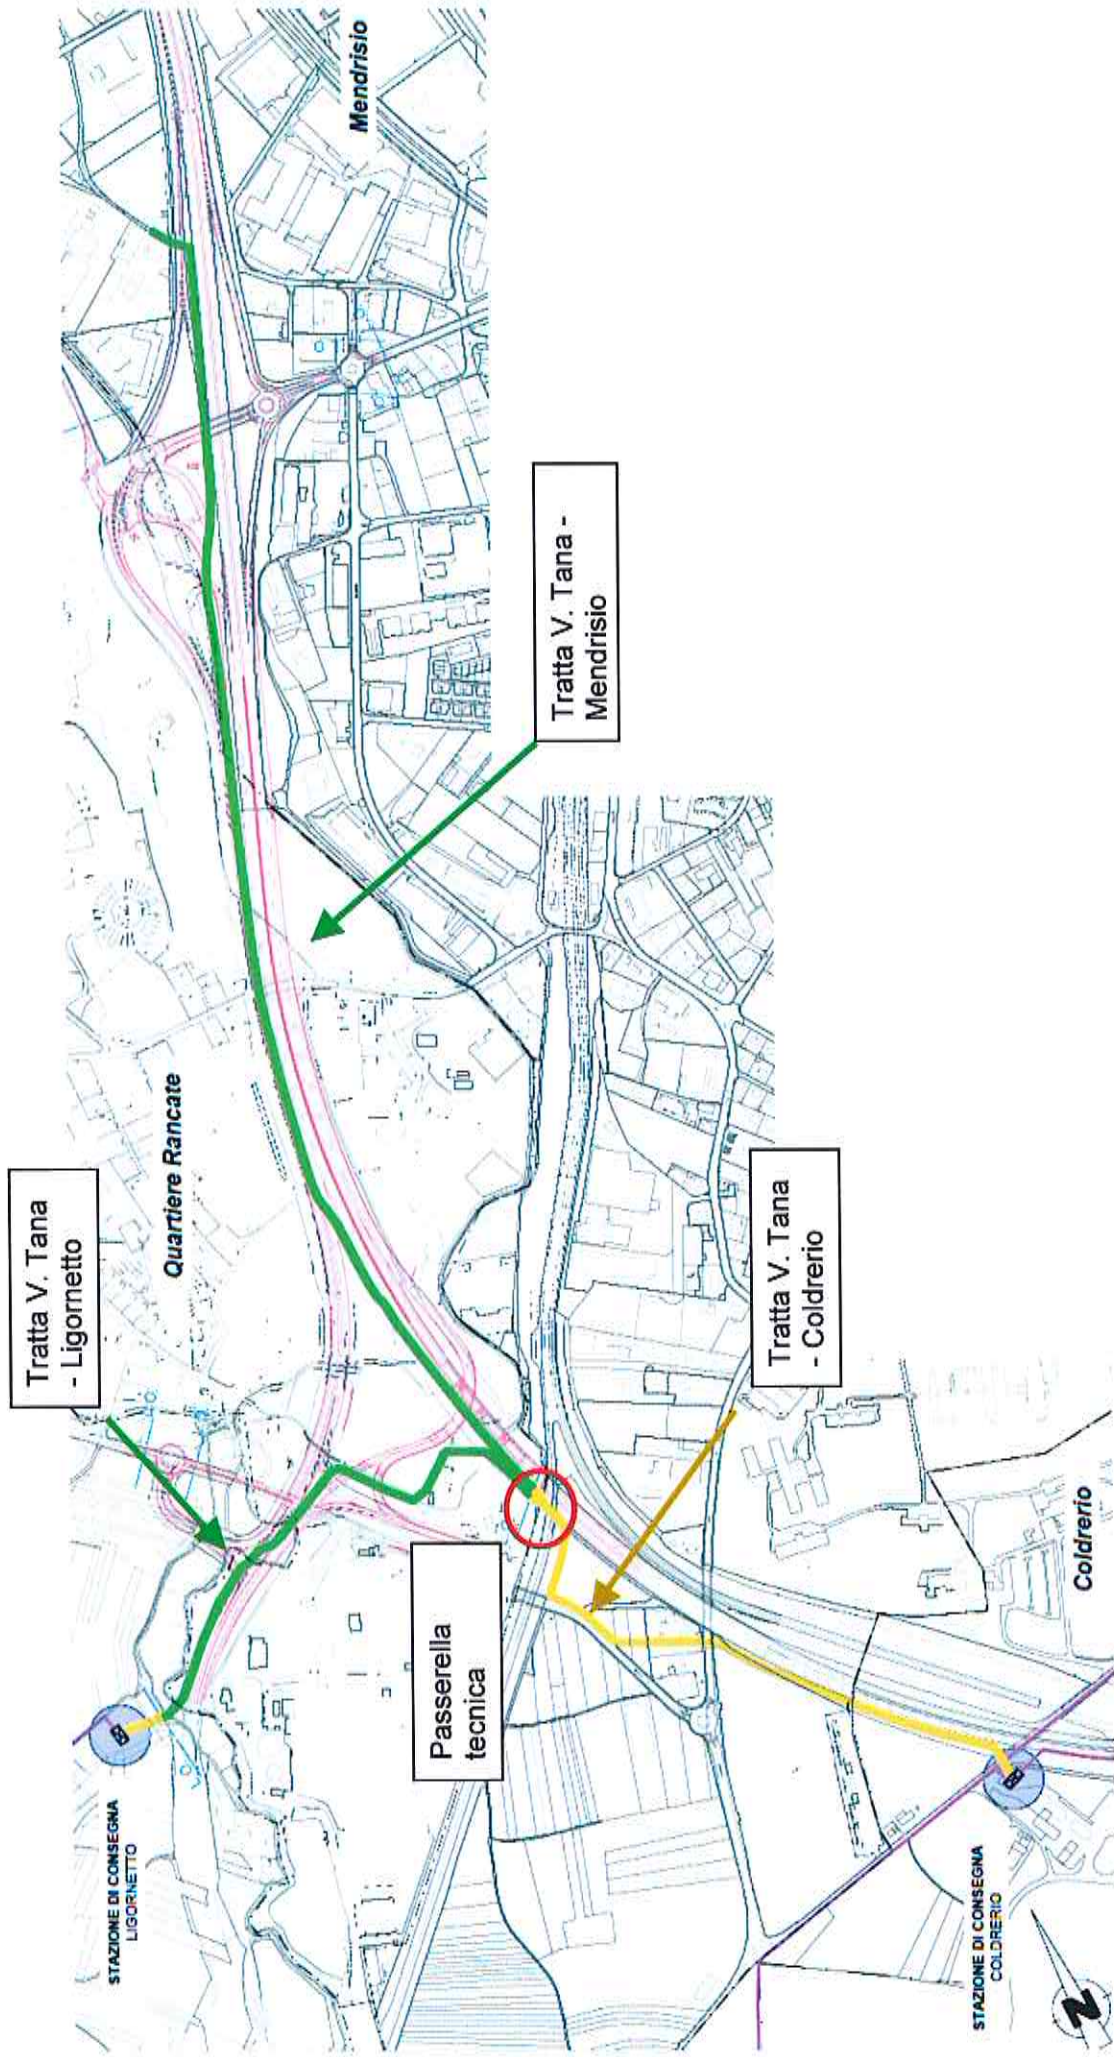 Tratta V. Tana
- Ligornetto
Quartiere Rancate
Mendrisio
Tratta V. Tana -
Mendrisio
STAZIONE DI CONSEGNA
LIGORNETTO
Passerella
tecnica
Tratta V. Tana
- Coldrerio
Coldrerio
STAZIONE DI CONSEGNA
COLDRERIO
N